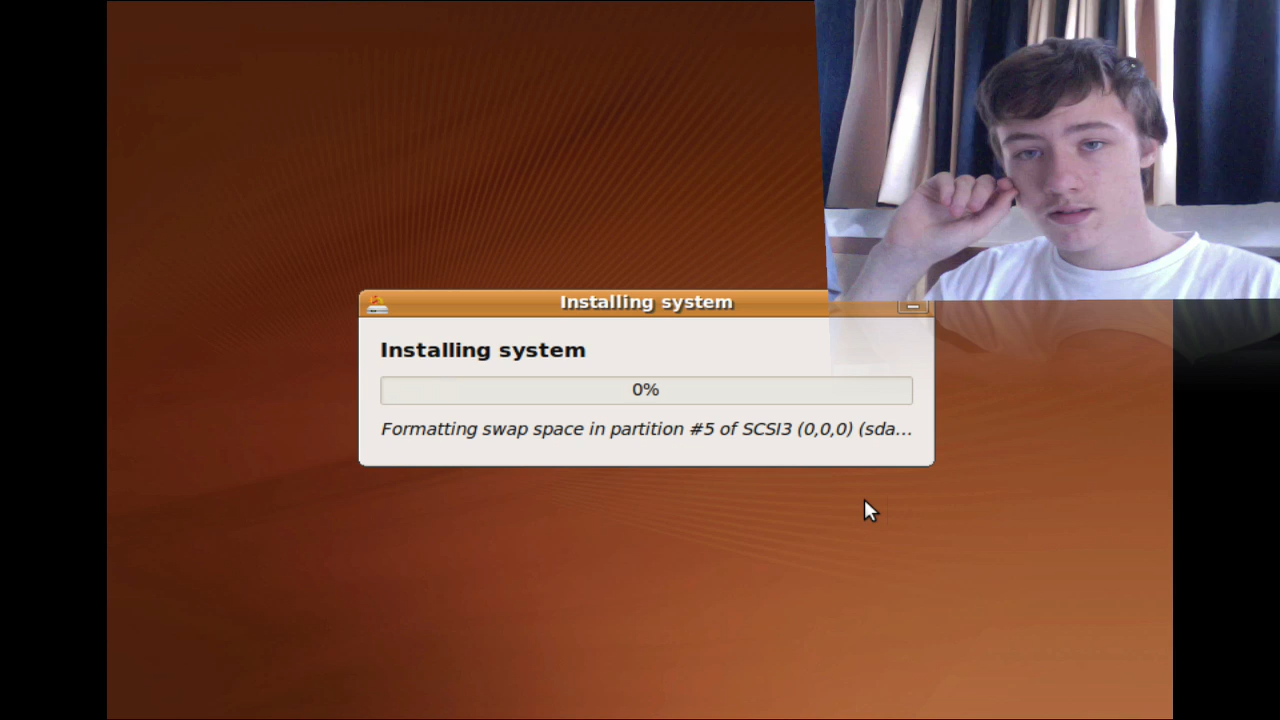 Installing system
Installing system
0%
Formatting swap space in partition #5 of SCSI3 (0,0,0) (sda...